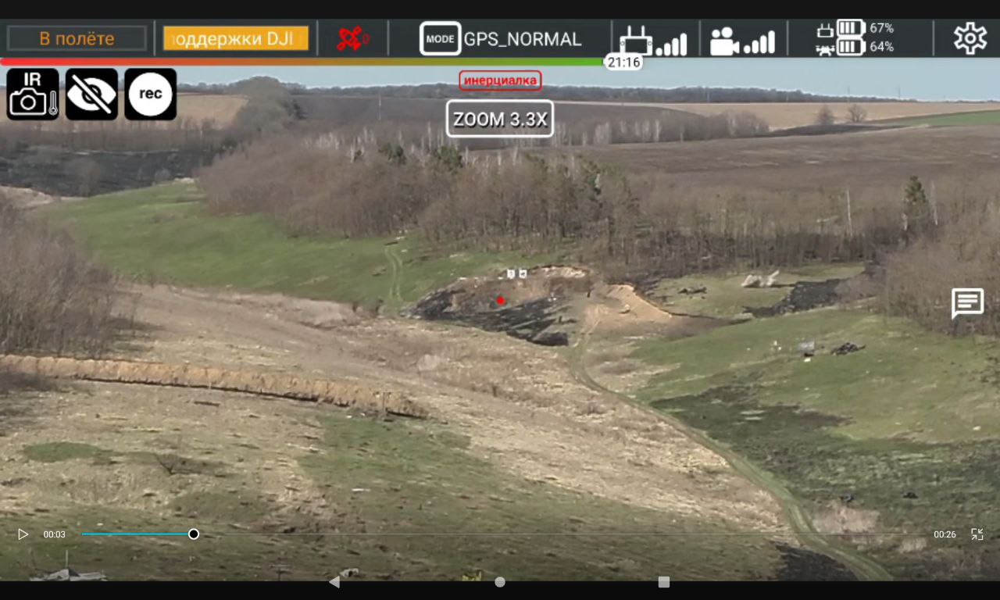 В полёте
оддержки DJI
0
MODE
GPS_NORMAL
67%
64%
21:16
IR
rec
инерциалка
ZOOM 3.3X
00:03
00:26